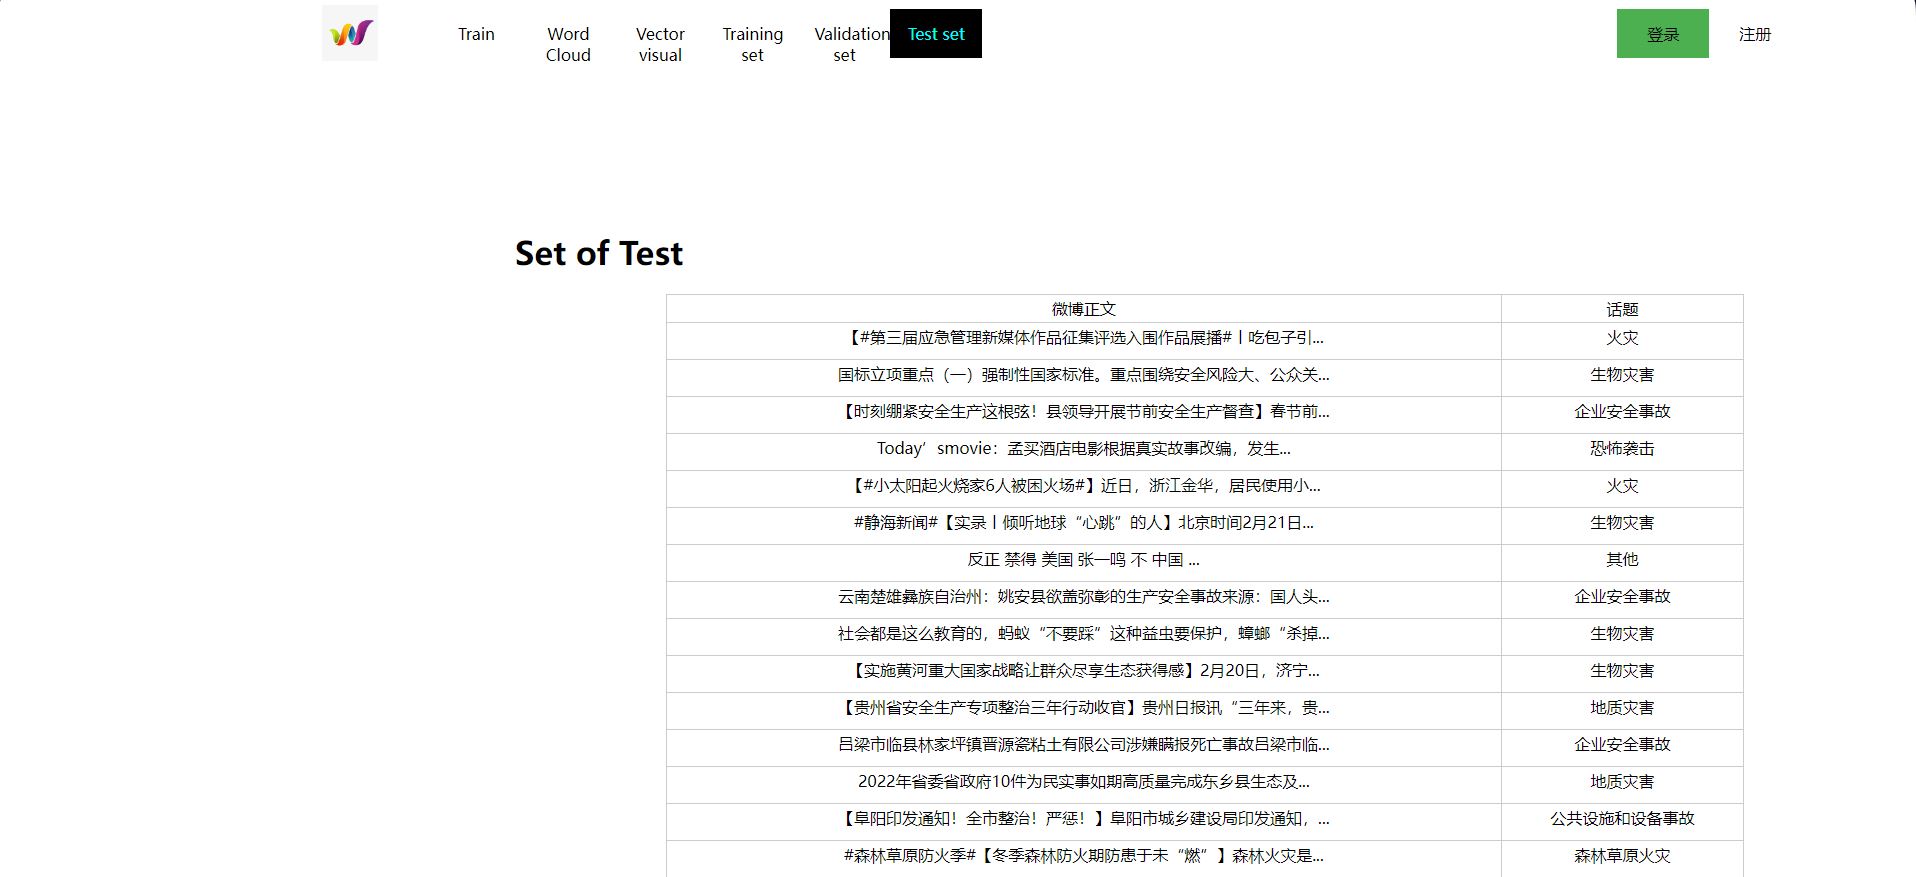 Train
Word
Cloud
Vector
visual
Training
set
Validation
set
Test set
登录
注册
Set of Test
微博正文 话题
【#第三届应急管理新媒体作品征集评选入围作品展播#丨吃包子引... 火灾
国标立项重点（一）强制性国家标准。重点围绕安全风险大、公众关... 生物灾害
【时刻绷紧安全生产这根弦！县领导开展节前安全生产督查】春节前... 企业安全事故
Today’smovie：孟买酒店电影根据真实故事改编，发生... 恐怖袭击
【#小太阳起火烧家6人被困火场#】近日，浙江金华，居民使用小... 火灾
#静海新闻#【实录丨倾听地球“心跳”的人】北京时间2月21日... 生物灾害
反正 禁得 美国 张一鸣 不 中国 ... 其他
云南楚雄彝族自治州：姚安县欲盖弥彰的生产安全事故来源：国人头... 企业安全事故
社会都是这么教育的，蚂蚁“不要踩”这种益虫要保护，蟑螂“杀掉... 生物灾害
【实施黄河重大国家战略让群众尽享生态获得感】2月20日，济宁... 生物灾害
【贵州省安全生产专项整治三年行动收官】贵州日报讯“三年来，贵... 地质灾害
吕梁市临县林家坪镇晋源瓷粘土有限公司涉嫌瞒报死亡事故吕梁市临... 企业安全事故
2022年省委省政府10件为民实事如期高质量完成东乡县生态及... 地质灾害
【阜阳印发通知！全市整治！严惩！】阜阳市城乡建设局印发通知，... 公共设施和设备事故
#森林草原防火季#【冬季森林防火期防患于未“燃”】森林火灾是... 森林草原火灾